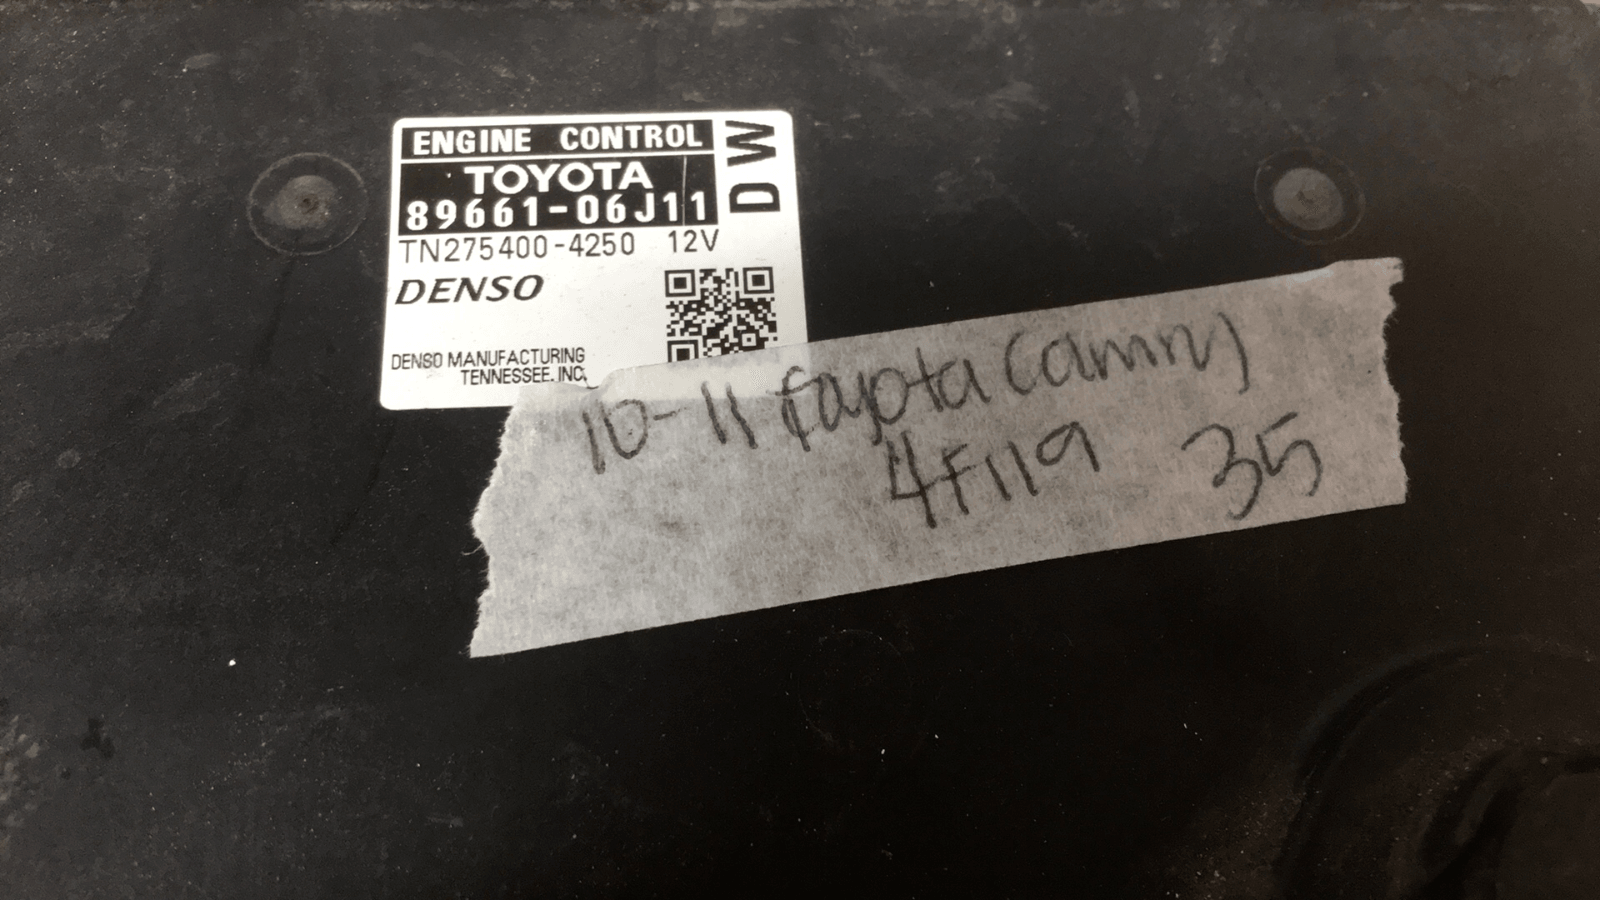 ENGINE CONTROL
DW
TOYOTA
89661-06J11
TN275400-4250 12V
DENSO
DENSO MANUFACTURING
TENNESSEE, INC.
10-11 toyota Camry
4F119 35